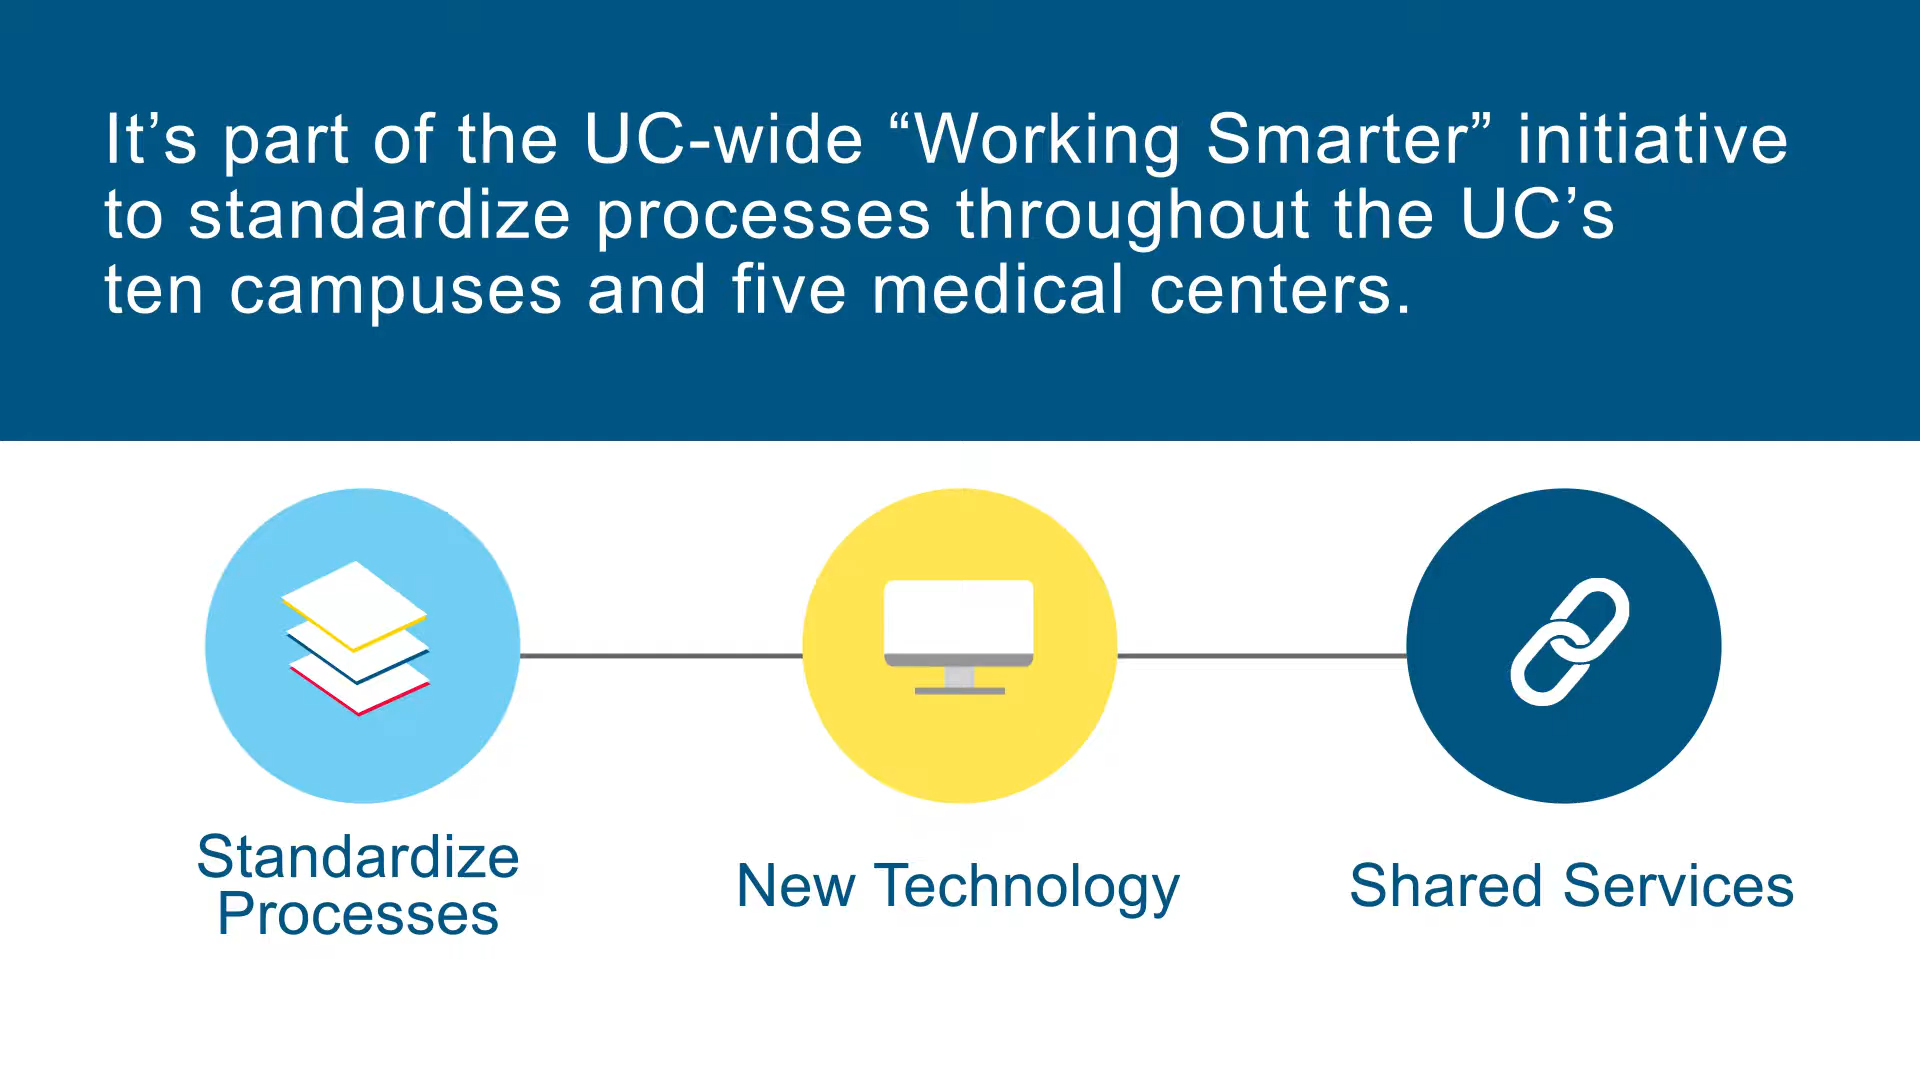 It’s part of the UC-wide “Working Smarter” initiative
to standardize processes throughout the UC’s
ten campuses and five medical centers.
Standardize
Processes
New Technology
Shared Services